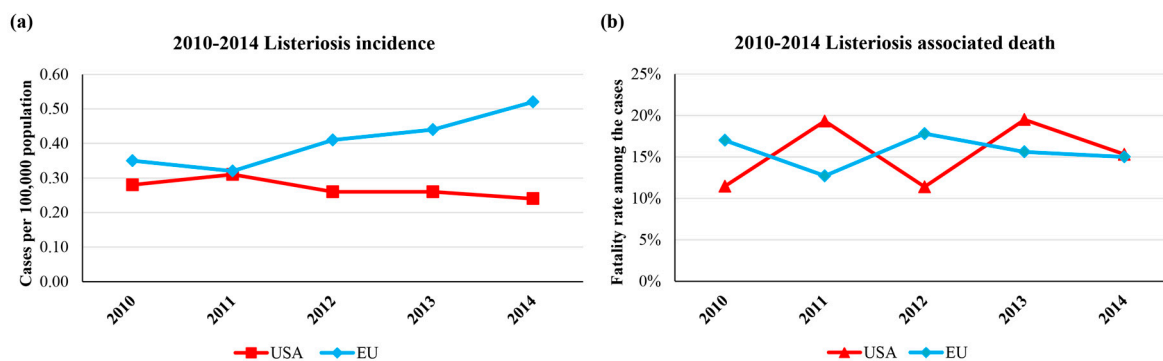 (a)
2010-2014 Listeriosis incidence
Cases per 100,000 population
0.60
0.50
0.40
0.30
0.20
0.10
0.00
2010
2011
2012
2013
2014
USA
EU
(b)
2010-2014 Listeriosis associated death
Fatality rate among the cases
25%
20%
15%
10%
5%
0%
2010
2011
2012
2013
2014
USA
EU